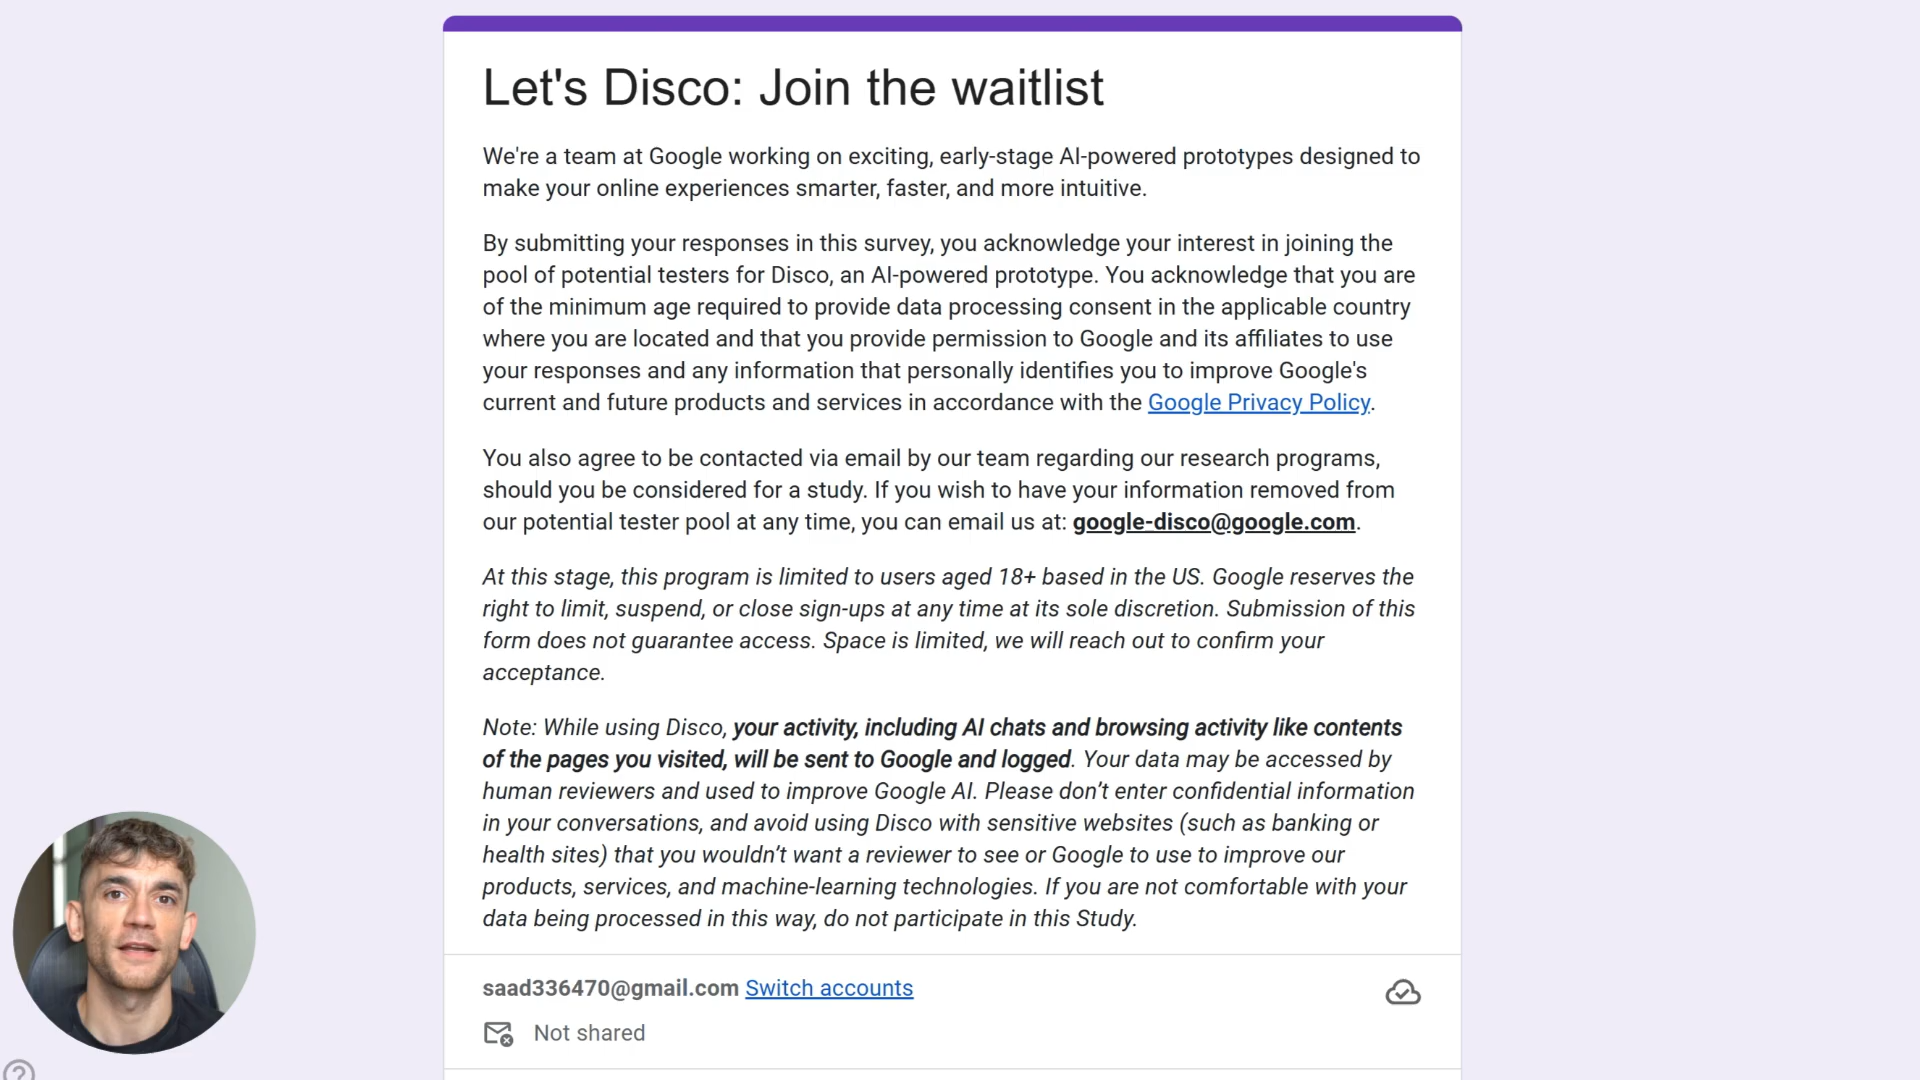 Let's Disco: Join the waitlist
We're a team at Google working on exciting, early-stage AI-powered prototypes designed to
make your online experiences smarter, faster, and more intuitive.
By submitting your responses in this survey, you acknowledge your interest in joining the
pool of potential testers for Disco, an AI-powered prototype. You acknowledge that you are
of the minimum age required to provide data processing consent in the applicable country
where you are located and that you provide permission to Google and its affiliates to use
your responses and any information that personally identifies you to improve Google's
current and future products and services in accordance with the Google Privacy Policy.
You also agree to be contacted via email by our team regarding our research programs,
should you be considered for a study. If you wish to have your information removed from
our potential tester pool at any time, you can email us at: google-disco@google.com.
At this stage, this program is limited to users aged 18+ based in the US. Google reserves the
right to limit, suspend, or close sign-ups at any time at its sole discretion. Submission of this
form does not guarantee access. Space is limited, we will reach out to confirm your
acceptance.
Note: While using Disco, your activity, including AI chats and browsing activity like contents
of the pages you visited, will be sent to Google and logged. Your data may be accessed by
human reviewers and used to improve Google AI. Please don’t enter confidential information
in your conversations, and avoid using Disco with sensitive websites (such as banking or
health sites) that you wouldn’t want a reviewer to see or Google to use to improve our
products, services, and machine-learning technologies. If you are not comfortable with your
data being processed in this way, do not participate in this Study.
saad336470@gmail.com Switch accounts
Not shared